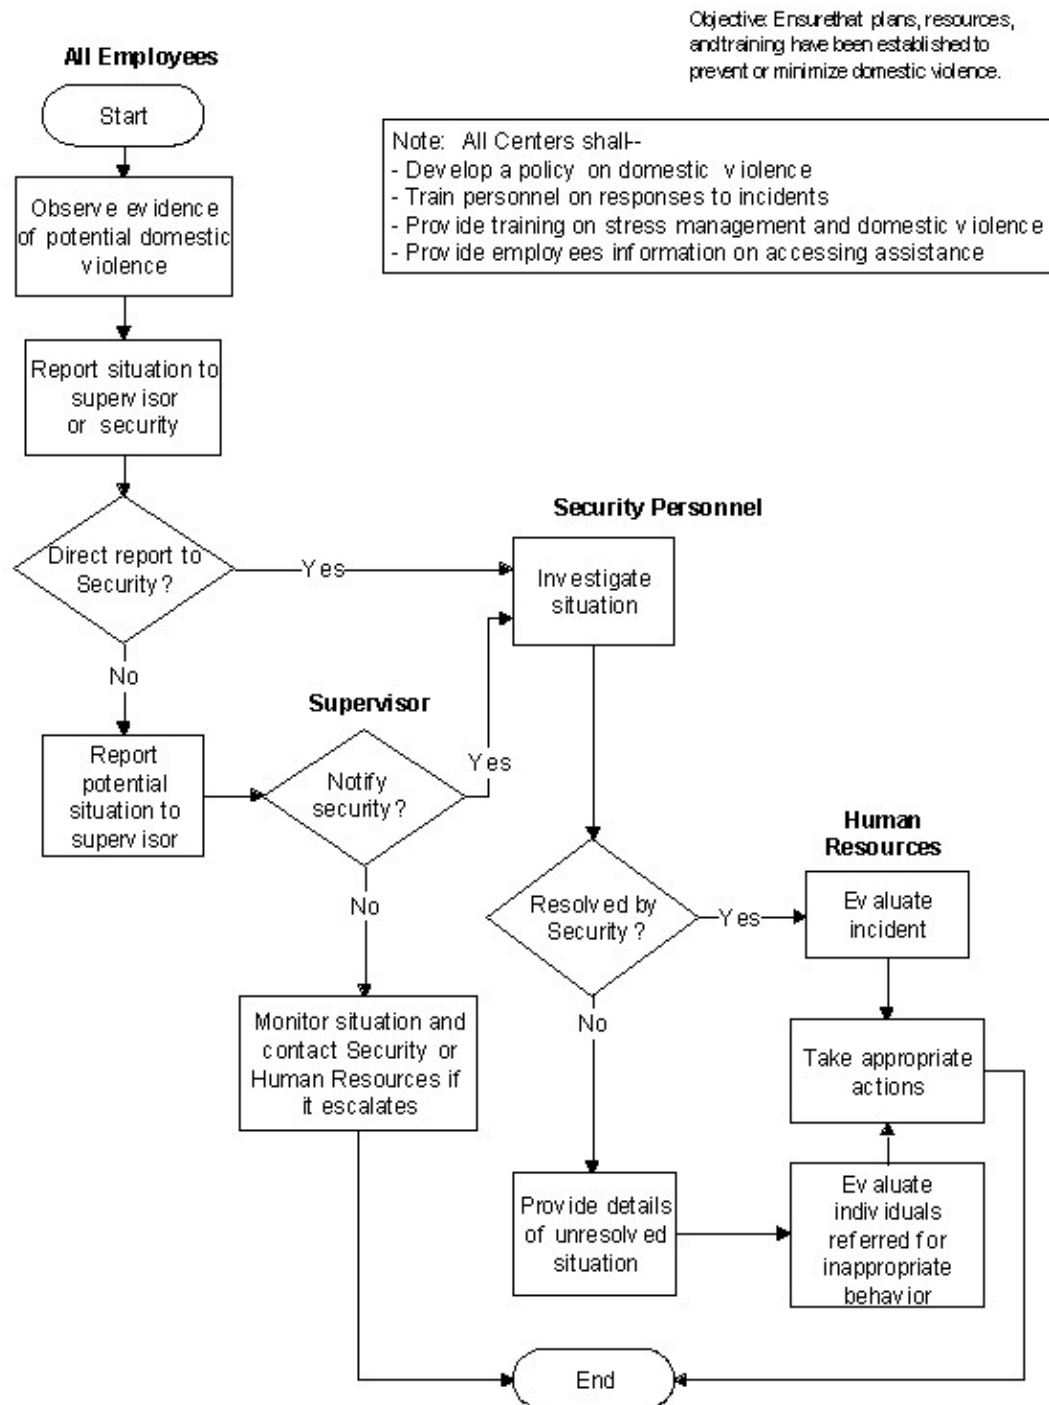 Objective: Ensurethat plans, resources,
and training have been established to
prevent or minimize domestic violence.
All Employees
Start
Note: All Centers shall--
- Develop a policy on domestic violence
- Train personnel on responses to incidents
- Provide training on stress management and domestic violence
- Provide employees information on accessing assistance
Observe evidence
of potential domestic
violence
Report situation to
supervisor
or security
Direct report to
Security?
Yes
No
Security Personnel
Investigate
situation
Report
potential
situation to
supervisor
Supervisor
Notify
security?
Yes
No
Monitor situation and
contact Security or
Human Resources if
it escalates
Resolved by
Security?
Yes
No
Human
Resources
Evaluate
incident
Take appropriate
actions
Provide details
of unresolved
situation
Evaluate
individuals
referred for
inappropriate
behavior
End